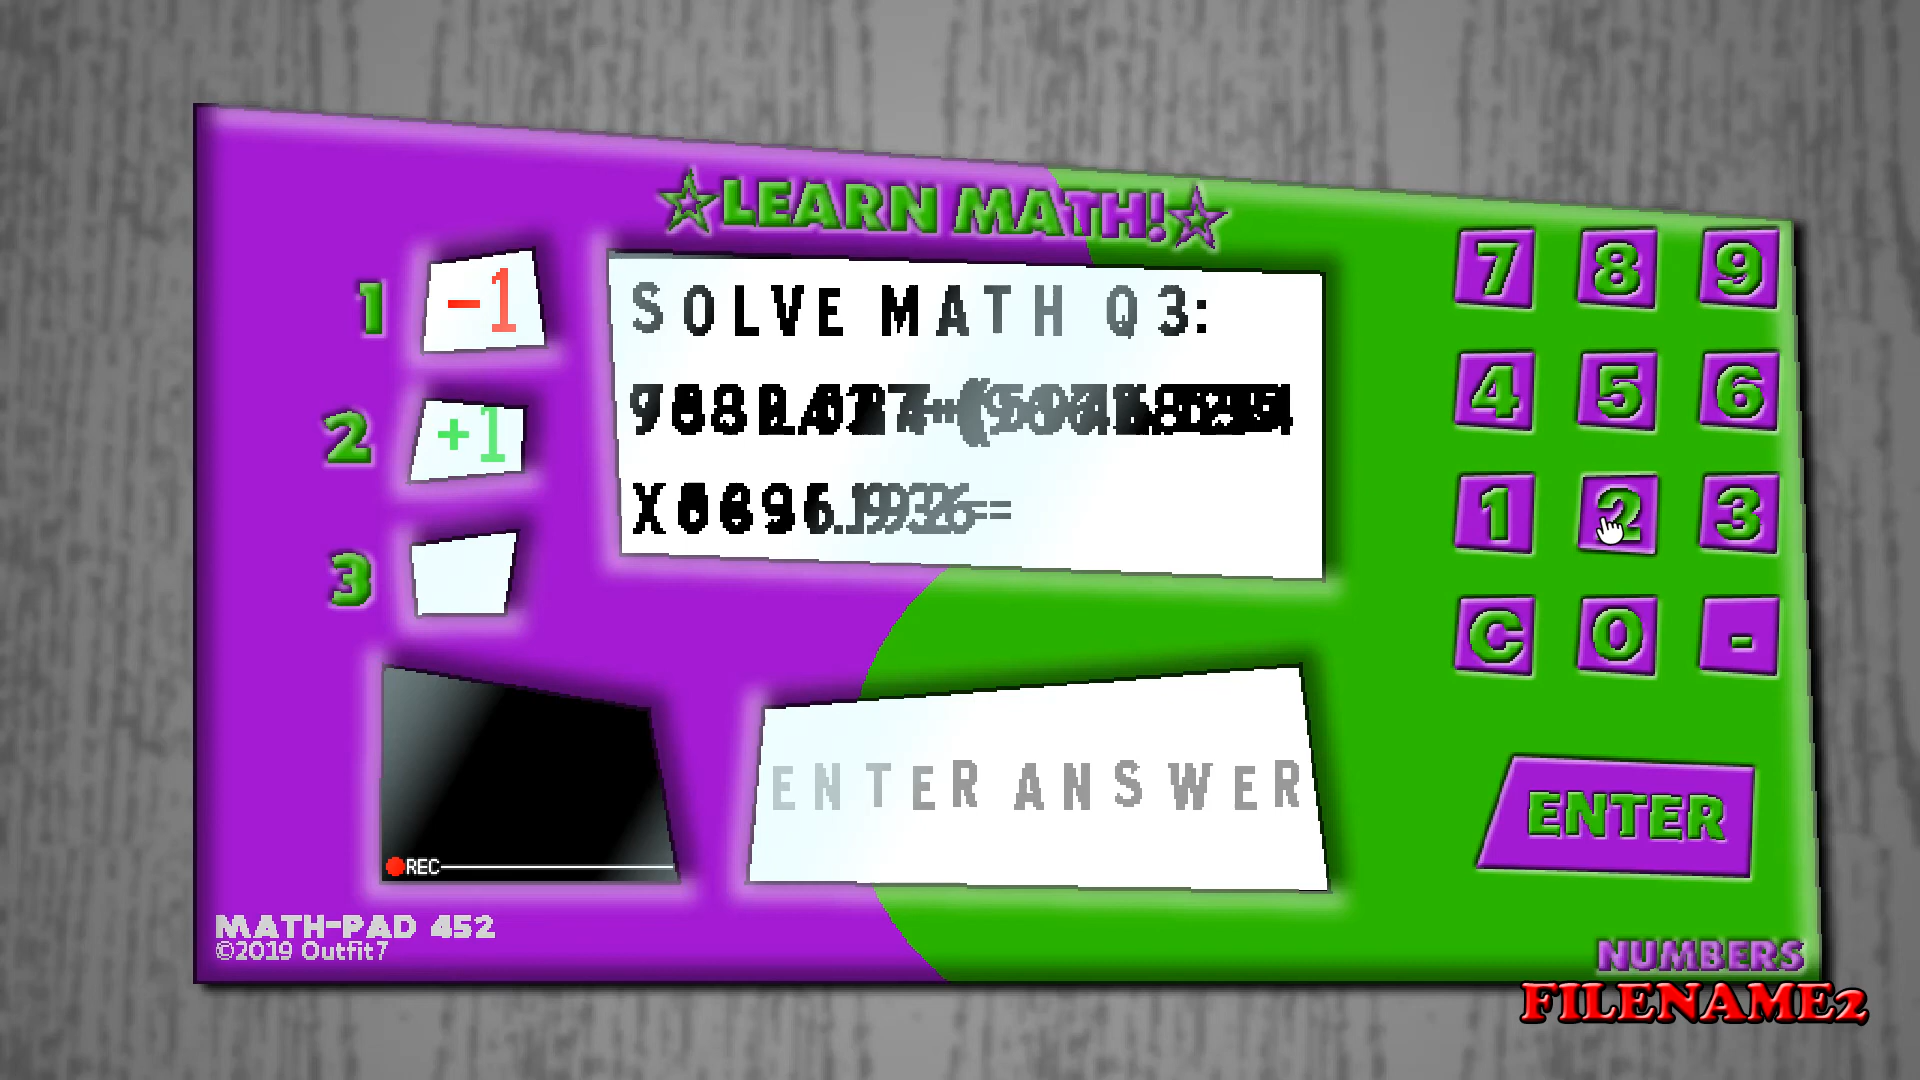 ☆LEARN MATH!☆
1 -1
2 +1
3
SOLVE MATH Q3:
7 8 9
4 5 6
1 2 3
C 0 -
ENTER ANSWER
ENTER
REC
MATH-PAD 452
©2019 Outfit7
NUMBERS
FILENAME2